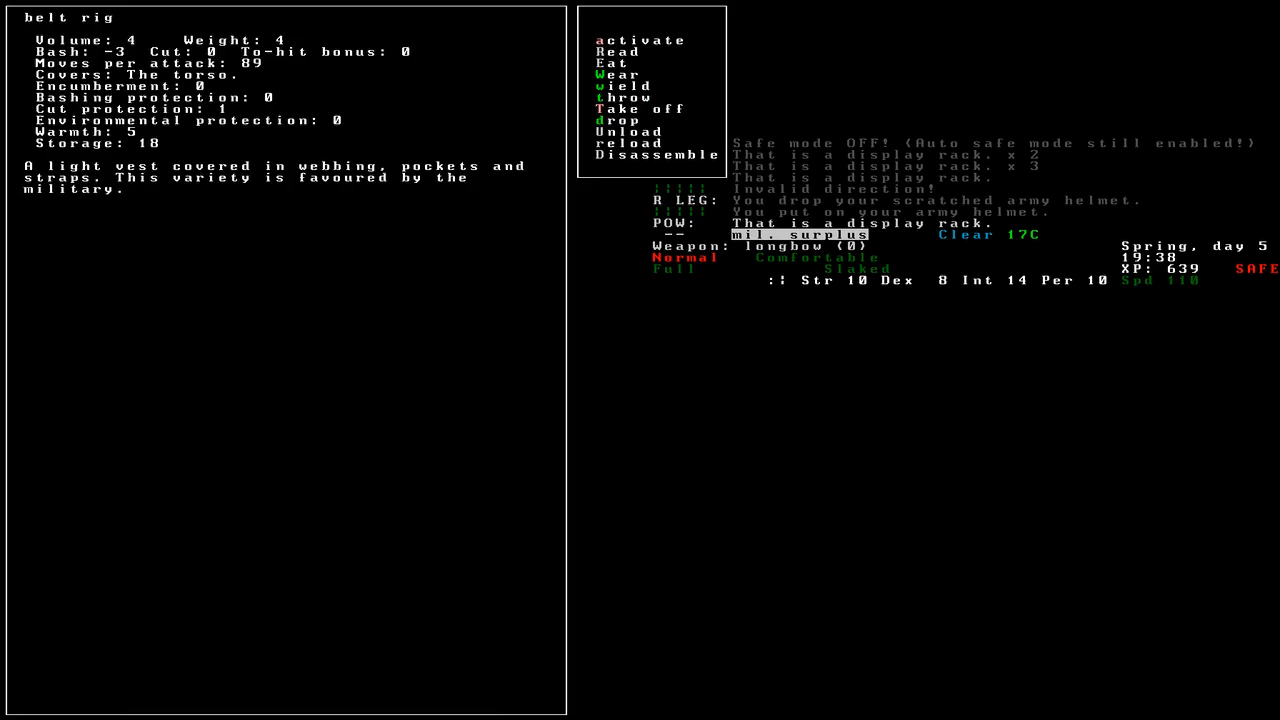 belt rig
Volume: 4 Weight: 4
Bash: -3 Cut: 0 To-hit bonus: 0
Moves per attack: 89
Covers: The torso.
Encumberment: 0
Bashing protection: 0
Cut protection: 1
Environmental protection: 0
Warmth: 5
Storage: 18
A light vest covered in webbing, pockets and
straps. This variety is favoured by the
military.
activate
Read
Eat
Wear
wield
throw
Take off
drop
Unload
reload
Disassemble
Safe mode OFF! (Auto safe mode still enabled!)
That is a display rack. x 2
That is a display rack. x 3
That is a display rack.
Invalid direction!
R LEG: You drop your scratched army helmet.
You put on your army helmet.
POW: That is a display rack.
-- mil. surplus Clear 17C
Weapon: longbow (0) Spring, day 5
Normal Comfortable 19:38
Full Slaked XP: 639 SAFE
:| Str 10 Dex 8 Int 14 Per 10 Spd 110